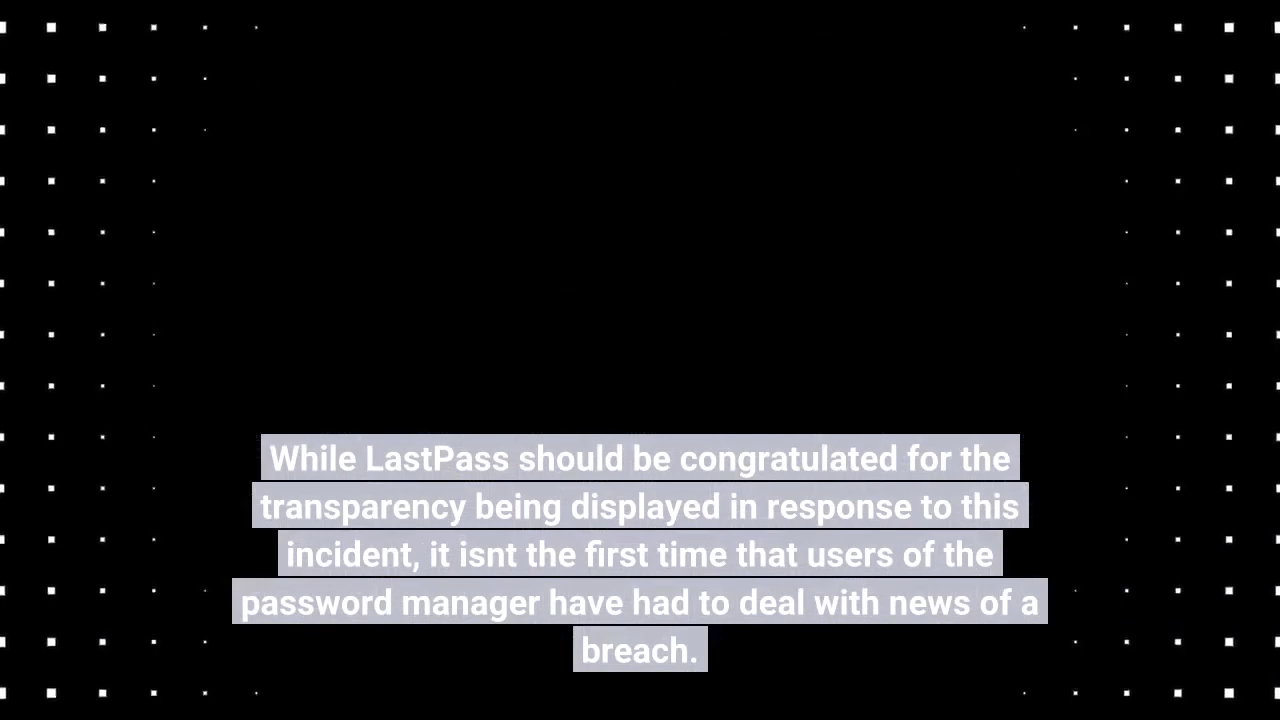 While LastPass should be congratulated for the
transparency being displayed in response to this
incident, it isnt the first time that users of the
password manager have had to deal with news of a
breach.